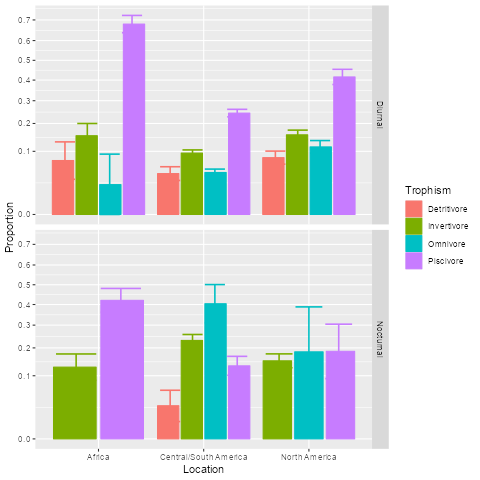 0.7
0.6
0.5
0.4
0.3
0.2
0.1
0.0
Diurnal
0.7
0.6
0.5
0.4
0.3
0.2
0.1
0.0
Nocturnal
Proportion
Africa
Central/South America
North America
Location
Trophism
Detritivore
Invertivore
Omnivore
Piscivore